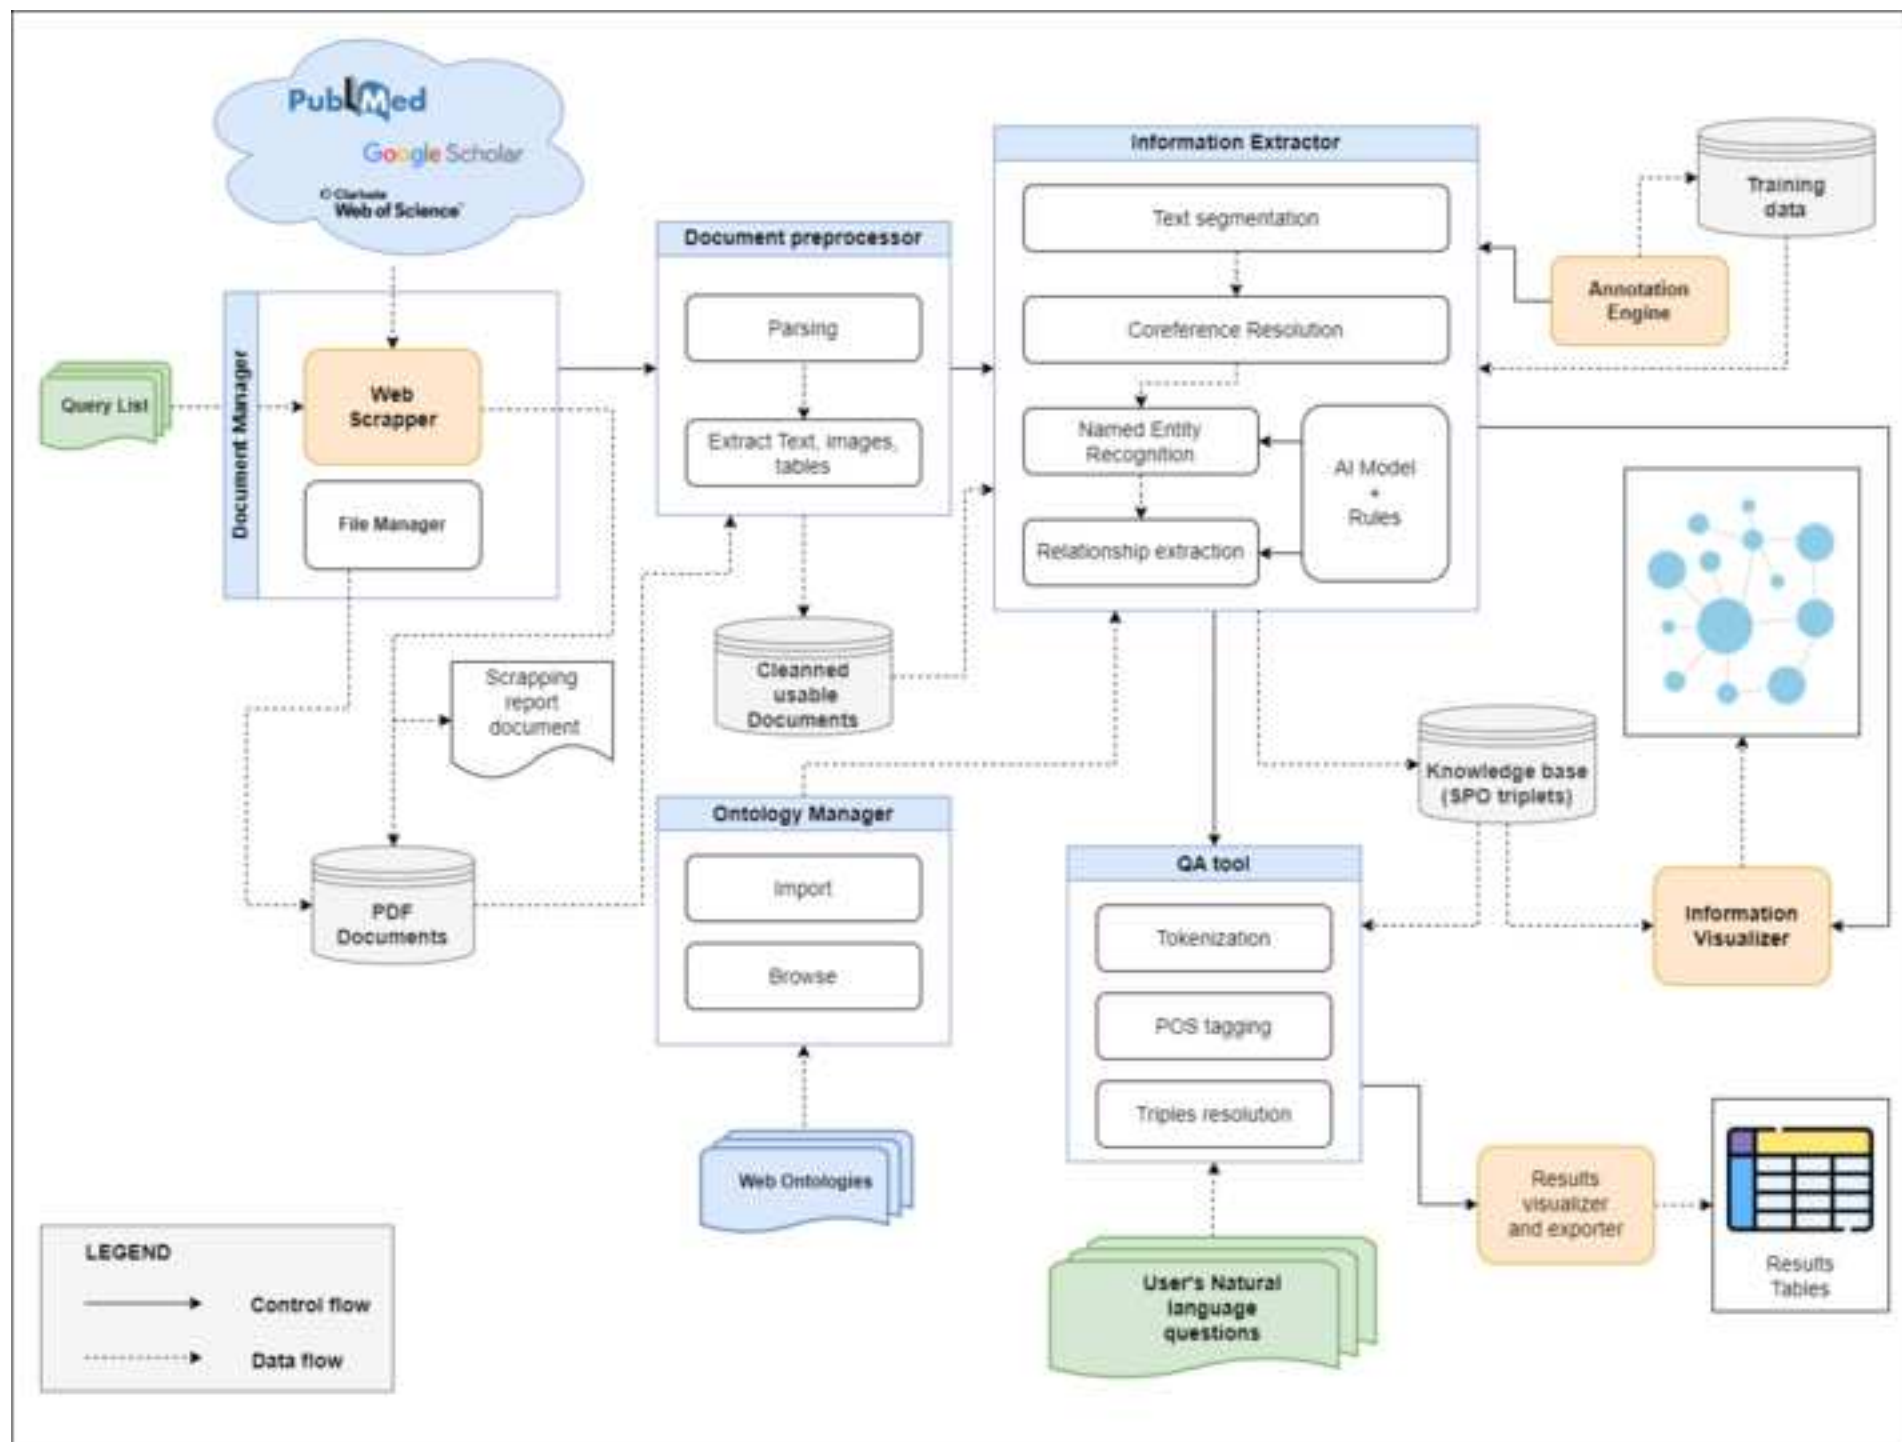 PubMed
Google Scholar
Clarivate
Web of Science
Query List
Document Manager
Web
Scrapper
File Manager
Scrapping
report
document
PDF
Documents
Document preprocessor
Parsing
Extract Text, images,
tables
Cleanned
usable
Documents
Ontology Manager
Import
Browse
Web Ontologies
Information Extractor
Text segmentation
Coreference Resolution
Named Entity
Recognition
Relationship extraction
AI Model
+
Rules
Training
data
Annotation
Engine
Knowledge base
(SPO triplets)
Information
Visualizer
QA tool
Tokenization
POS tagging
Triples resolution
User's Natural
language
questions
Results
visualizer
and exporter
Results
Tables
LEGEND
Control flow
Data flow